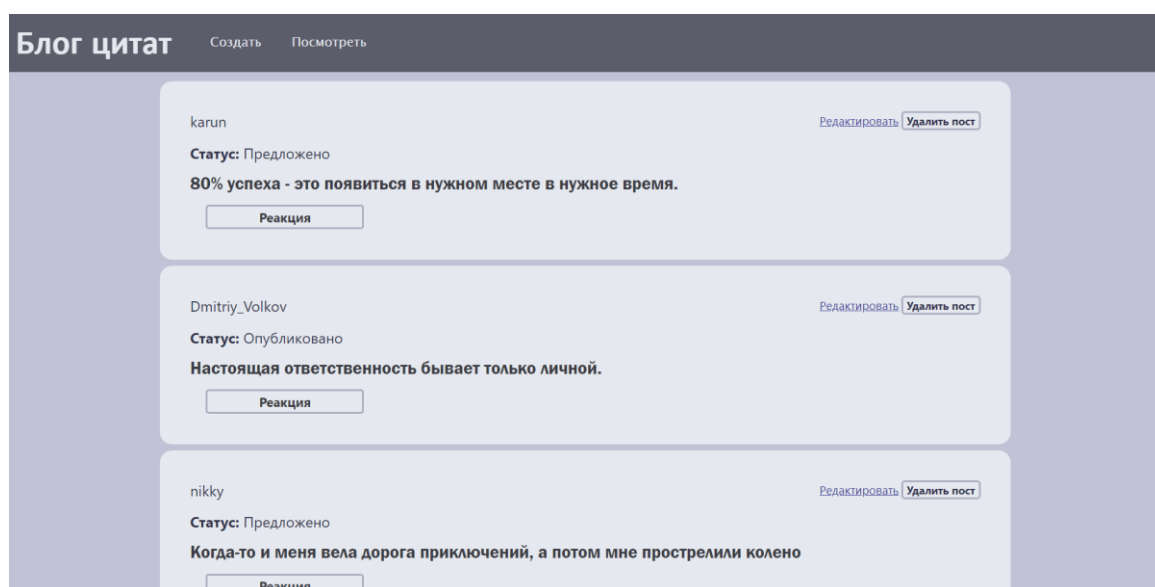 Блог цитат Создать Посмотреть
karun Редактировать Удалить пост
Статус: Предложено
80% успеха - это появиться в нужном месте в нужное время.
Реакция
Dmitriy_Volkov Редактировать Удалить пост
Статус: Опубликовано
Настоящая ответственность бывает только личной.
Реакция
nikky Редактировать Удалить пост
Статус: Предложено
Когда-то и меня вела дорога приключений, а потом мне прострелили колено
Реакция